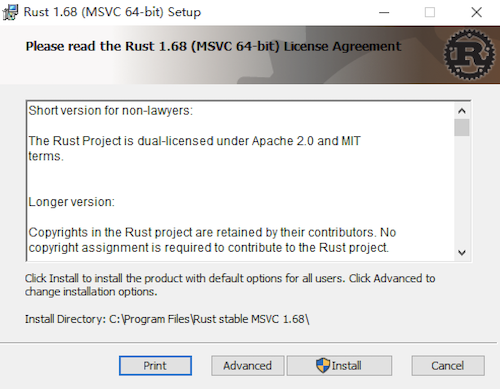 Rust 1.68 (MSVC 64-bit) Setup
Please read the Rust 1.68 (MSVC 64-bit) License Agreement
Short version for non-lawyers:
The Rust Project is dual-licensed under Apache 2.0 and MIT
terms.
Longer version:
Copyrights in the Rust project are retained by their contributors. No
copyright assignment is required to contribute to the Rust project.
Click Install to install the product with default options for all users. Click Advanced to
change installation options.
Install Directory: C:\Program Files\Rust stable MSVC 1.68\
Print Advanced Install Cancel